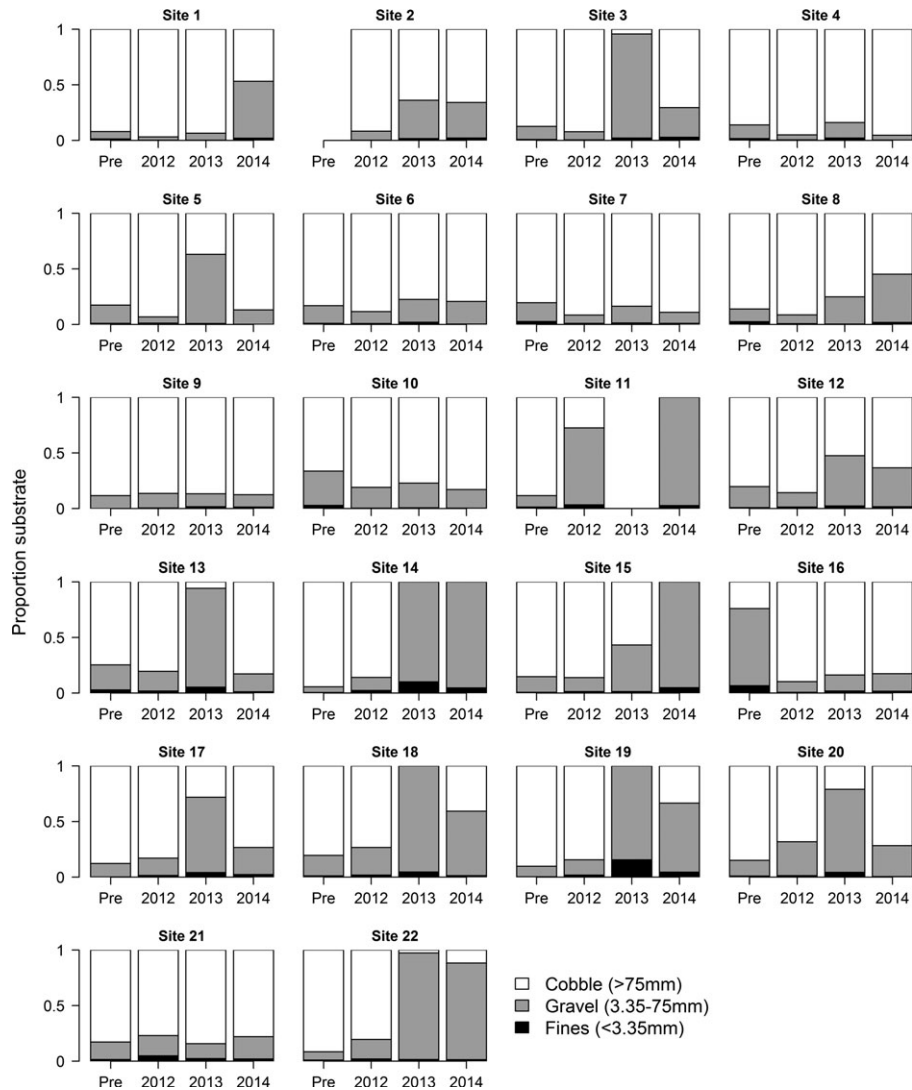 Site 1 Site 2 Site 3 Site 4
1
0.5
0
Pre 2012 2013 2014 Pre 2012 2013 2014 Pre 2012 2013 2014 Pre 2012 2013 2014
Site 5 Site 6 Site 7 Site 8
1
0.5
0
Pre 2012 2013 2014 Pre 2012 2013 2014 Pre 2012 2013 2014 Pre 2012 2013 2014
Site 9 Site 10 Site 11 Site 12
1
0.5
0
Pre 2012 2013 2014 Pre 2012 2013 2014 Pre 2012 2013 2014 Pre 2012 2013 2014
Proportion substrate
Site 13 Site 14 Site 15 Site 16
1
0.5
0
Pre 2012 2013 2014 Pre 2012 2013 2014 Pre 2012 2013 2014 Pre 2012 2013 2014
Site 17 Site 18 Site 19 Site 20
1
0.5
0
Pre 2012 2013 2014 Pre 2012 2013 2014 Pre 2012 2013 2014 Pre 2012 2013 2014
Site 21 Site 22
1
0.5
0
Pre 2012 2013 2014 Pre 2012 2013 2014
Cobble (>75mm)
Gravel (3.35-75mm)
Fines (<3.35mm)